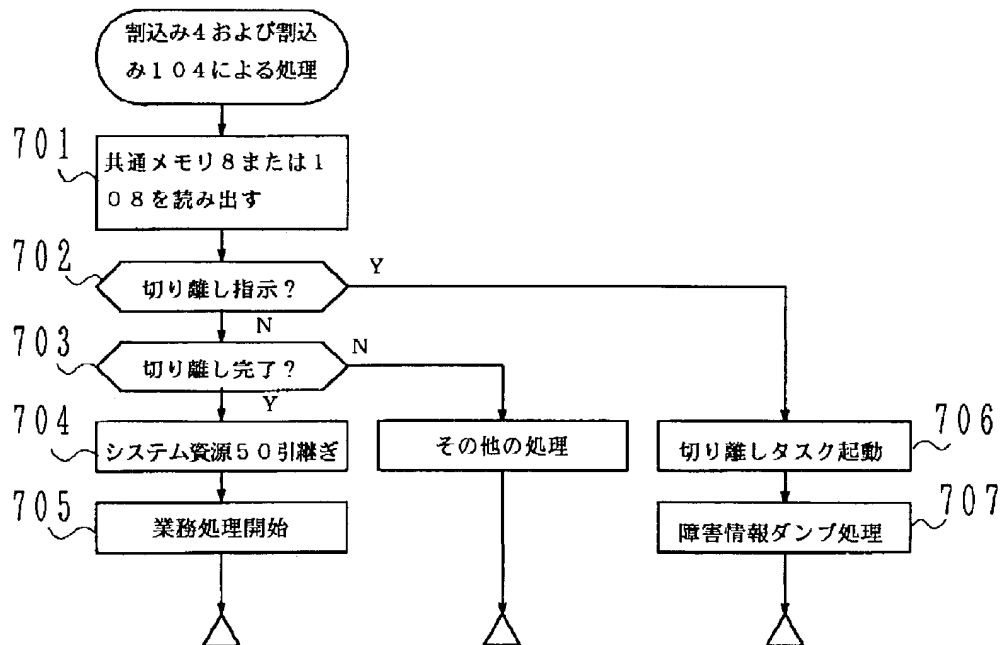 割込み4および割込
み104による処理
701
共通メモリ8または1
08を読み出す
702
切り離し指示?
Y
N
703
切り離し完了?
N
Y
704
システム資源50引継ぎ
その他の処理
切り離しタスク起動
706
705
業務処理開始
障害情報ダンプ処理
707